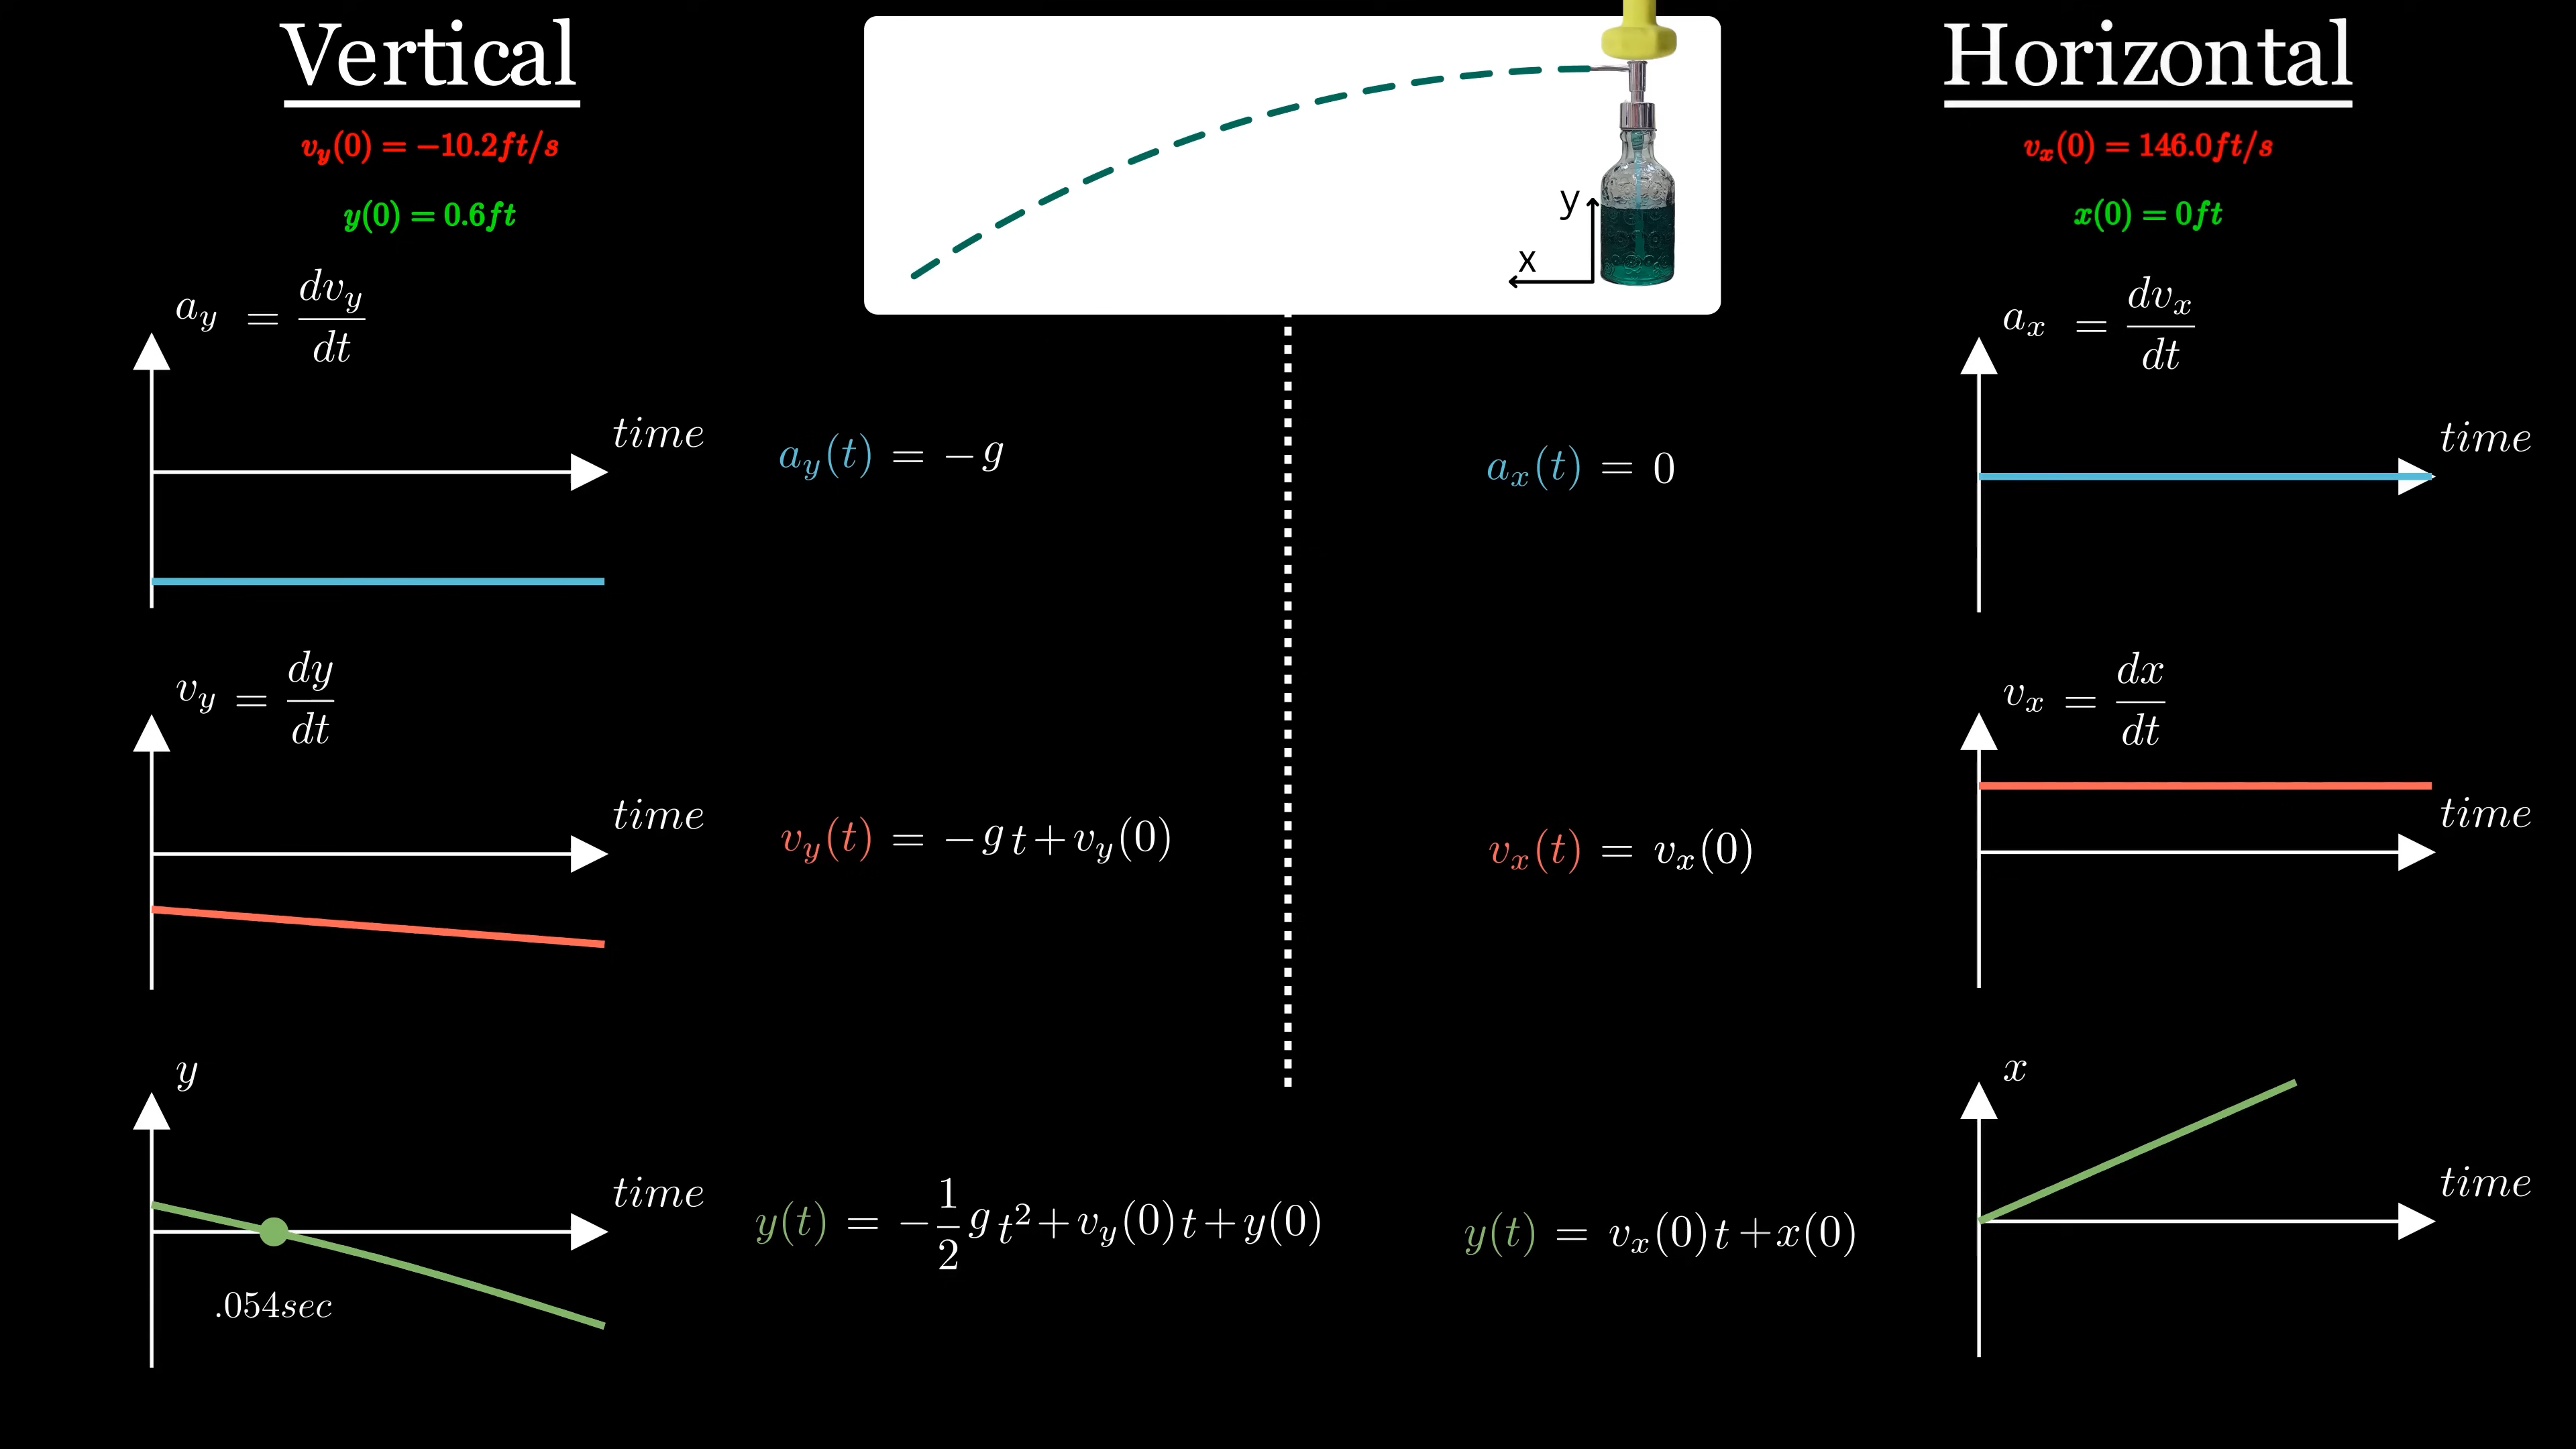 Vertical
v_y(0) = −10.2ft/s
y(0) = 0.6ft
a_y = dv_y/dt
time
a_y(t) = −g
v_y = dy/dt
time
v_y(t) = −g t + v_y(0)
y
time
.054sec
y(t) = −1/2 g t² + v_y(0) t + y(0)
y
x
Horizontal
v_x(0) = 146.0ft/s
x(0) = 0ft
a_x = dv_x/dt
time
a_x(t) = 0
v_x = dx/dt
time
v_x(t) = v_x(0)
x
time
y(t) = v_x(0) t + x(0)